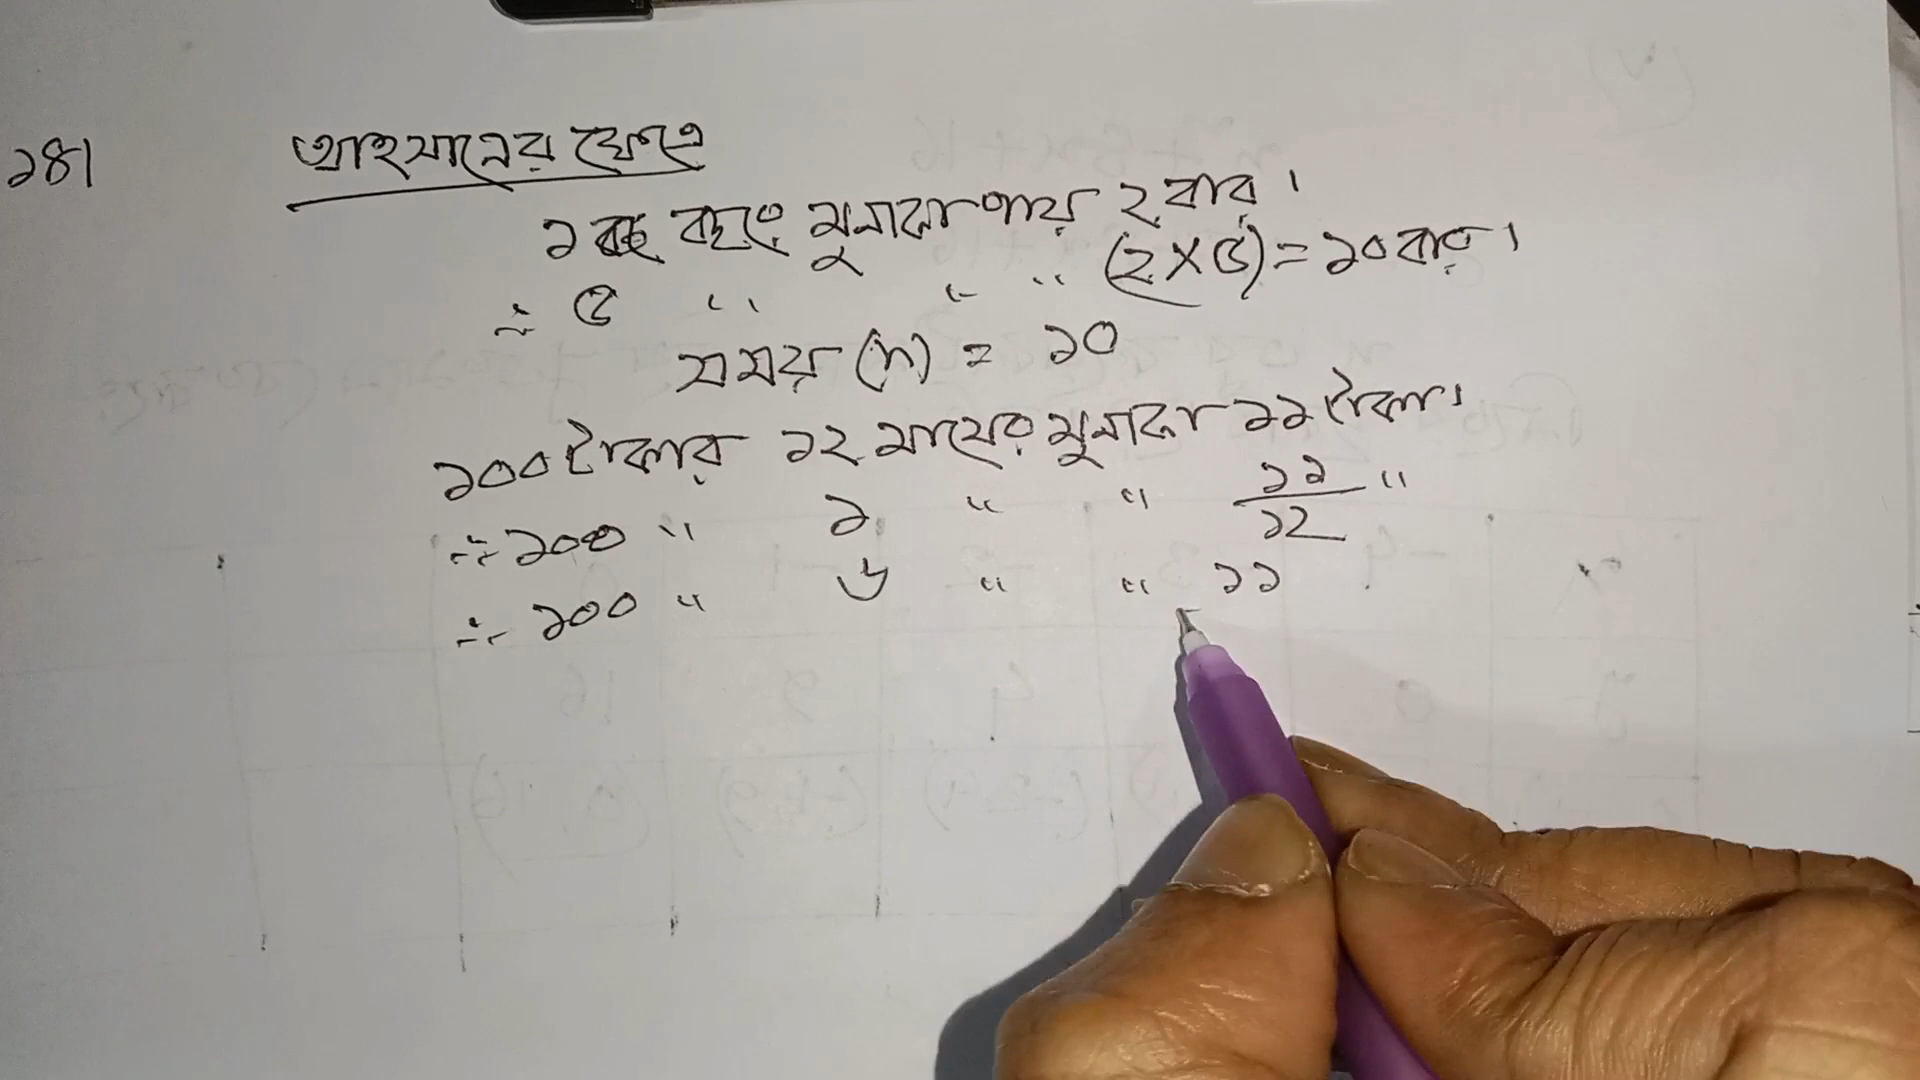 ১৪। আহসানের ক্ষেত্রে
১ বছ বছরে মুনাফা পায় ২ বার।
∴ ৫ " " " (২×৫) = ১০ বার।
সময় (n) = ১০
১০০ টাকার ১২ মাসের মুনাফা ১১ টাকা।
∴ ১০০ " ১ " " ১১/১২ "
∴ ১০০ " ৬ " " ১১